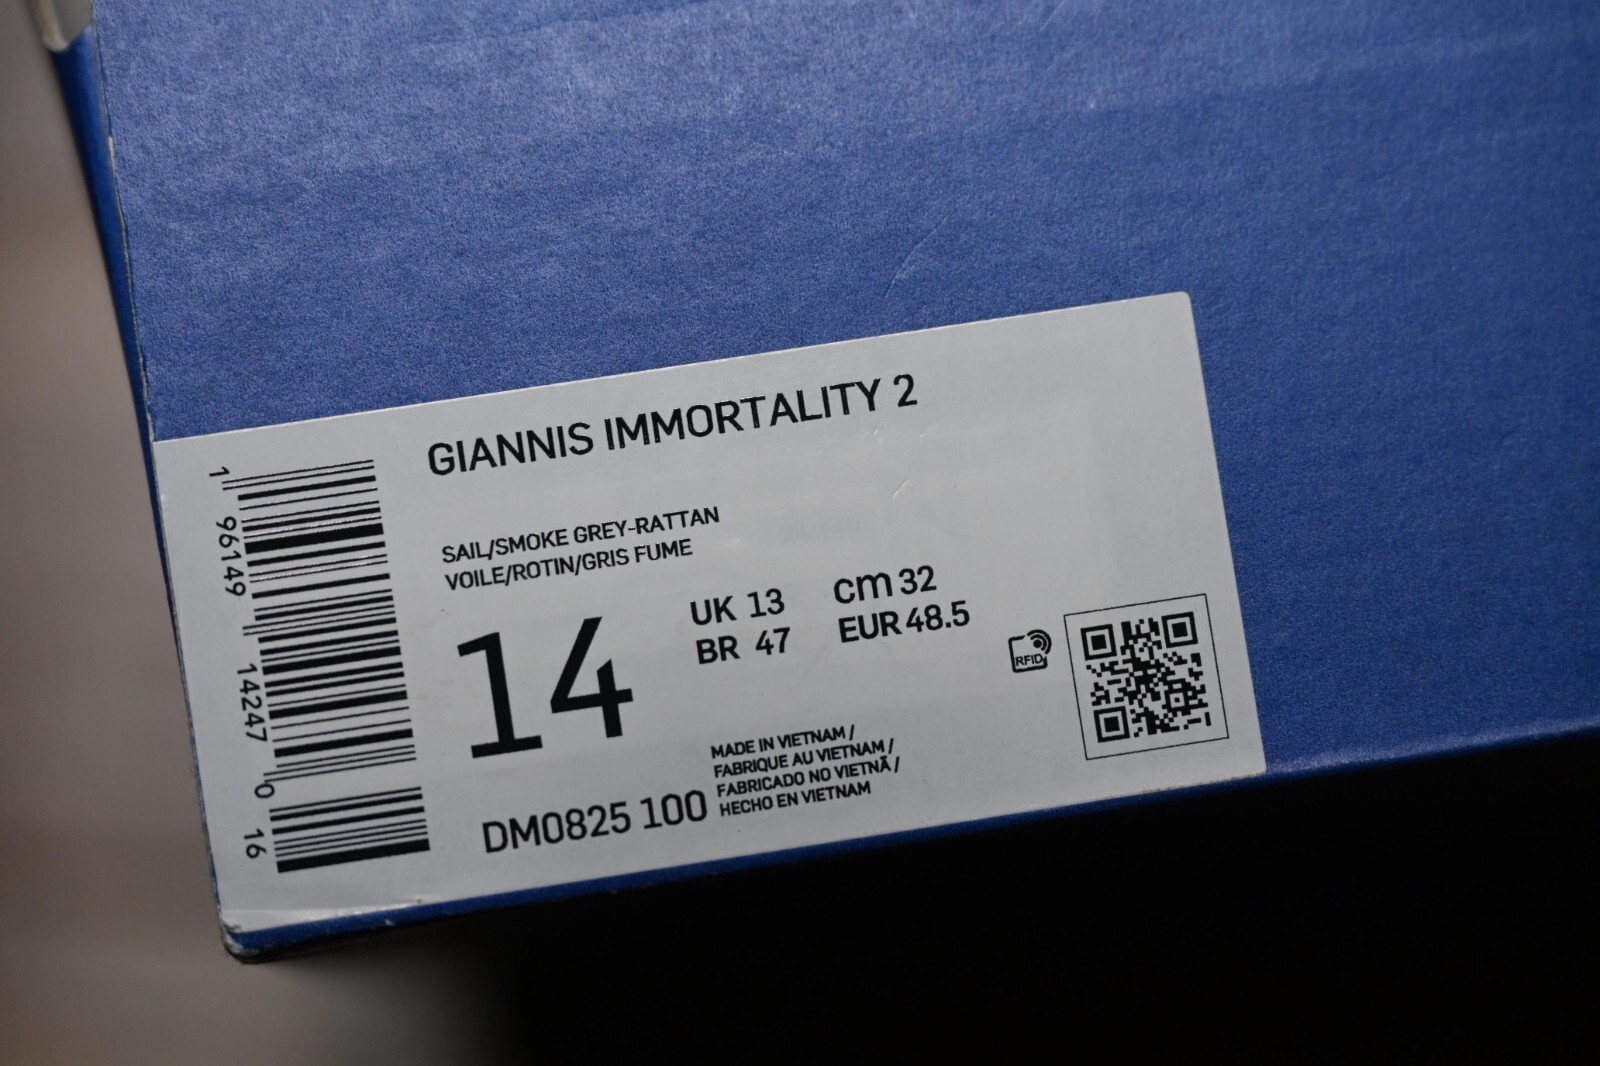 GIANNIS IMMORTALITY 2
SAIL/SMOKE GREY-RATTAN
VOILE/ROTIN/GRIS FUME
14
UK 13
BR 47
cm 32
EUR 48.5
RFID
MADE IN VIETNAM /
FABRIQUE AU VIETNAM /
FABRICADO NO VIETNÃ /
HECHO EN VIETNAM
DM0825 100
1 96149 14247 0 16